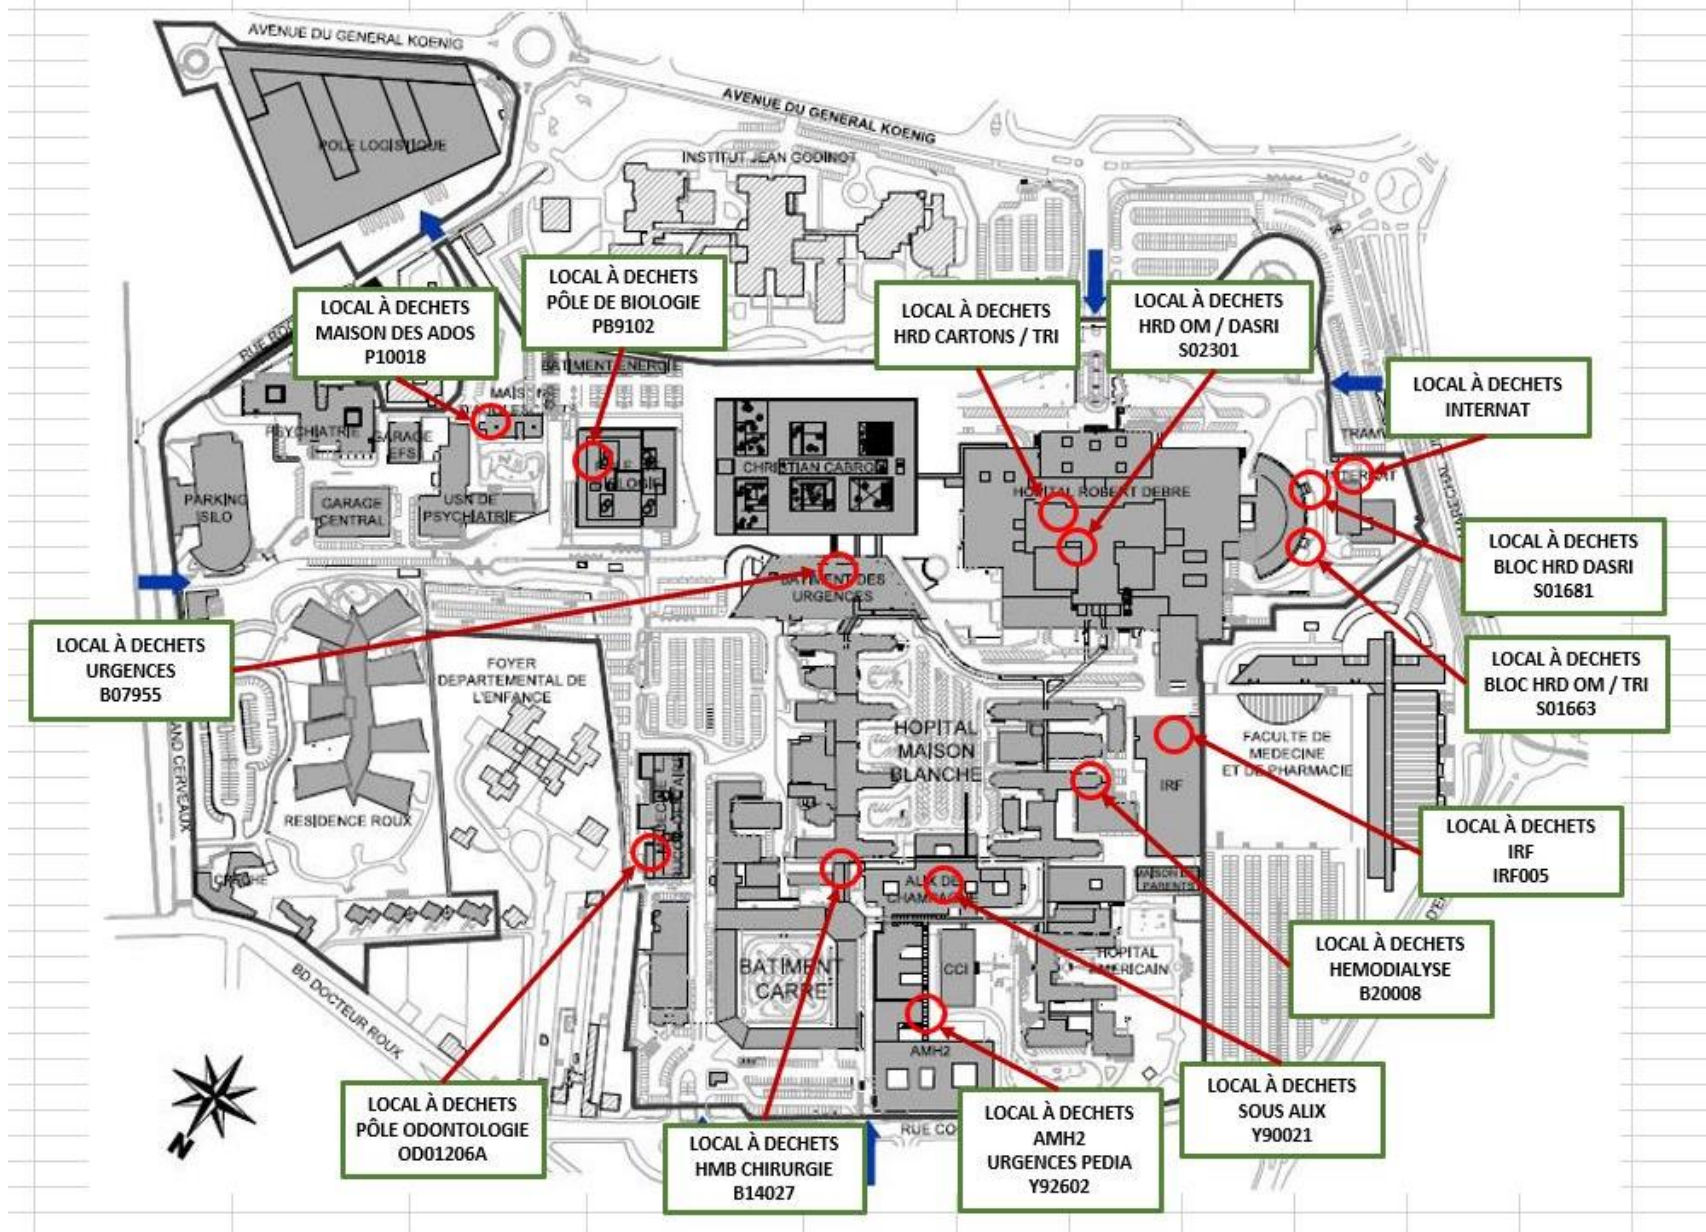 AVENUE DU GENERAL KOENIG
AVENUE DU GENERAL KOENIG
POLE LOGISTIQUE
INSTITUT JEAN GODINOT
LOCAL À DECHETS
PÔLE DE BIOLOGIE
PB9102
LOCAL À DECHETS
MAISON DES ADOS
P10018
LOCAL À DECHETS
HRD CARTONS / TRI
LOCAL À DECHETS
HRD OM / DASRI
S02301
LOCAL À DECHETS
INTERNAT
RUE
BATIMENT ENERGIE
PSYCHIATRIE
GARAGE
EFS
CHRISTIAN CABROL
HOPITAL ROBERT DEBRE
INTERNAT
PARKING
SILO
GARAGE
CENTRAL
USN DE
PSYCHIATRIE
LOCAL À DECHETS
BLOC HRD DASRI
S01681
BATIMENT DES
URGENCES
LOCAL À DECHETS
URGENCES
B07955
FOYER
DEPARTEMENTAL DE
L'ENFANCE
LOCAL À DECHETS
BLOC HRD OM / TRI
S01663
HOPITAL
MAISON
BLANCHE
FACULTE DE
MEDECINE
ET DE PHARMACIE
IRF
RESIDENCE ROUX
LOCAL À DECHETS
IRF
IRF005
CRECHE
ALIX DE
CHAMPAGNE
MAISON
PARENTS
BATIMENT
CARRE
CCI
HOPITAL
AMERICAIN
LOCAL À DECHETS
HEMODIALYSE
B20008
BD DOCTEUR ROUX
AMH2
LOCAL À DECHETS
PÔLE ODONTOLOGIE
OD01206A
LOCAL À DECHETS
HMB CHIRURGIE
B14027
RUE CO
LOCAL À DECHETS
AMH2
URGENCES PEDIA
Y92602
LOCAL À DECHETS
SOUS ALIX
Y90021
N